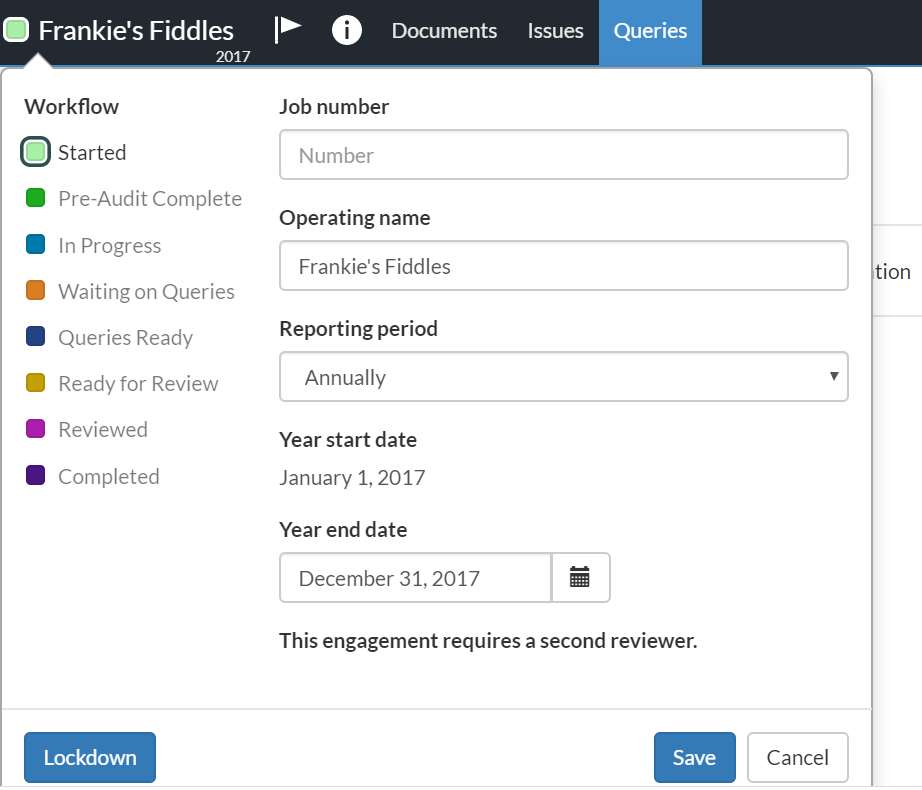 Frankie's Fiddles
2017
Documents
Issues
Queries
Workflow
Started
Pre-Audit Complete
In Progress
Waiting on Queries
Queries Ready
Ready for Review
Reviewed
Completed
Job number
Number
Operating name
Frankie's Fiddles
Reporting period
Annually
Year start date
January 1, 2017
Year end date
December 31, 2017
This engagement requires a second reviewer.
tion
Lockdown
Save
Cancel